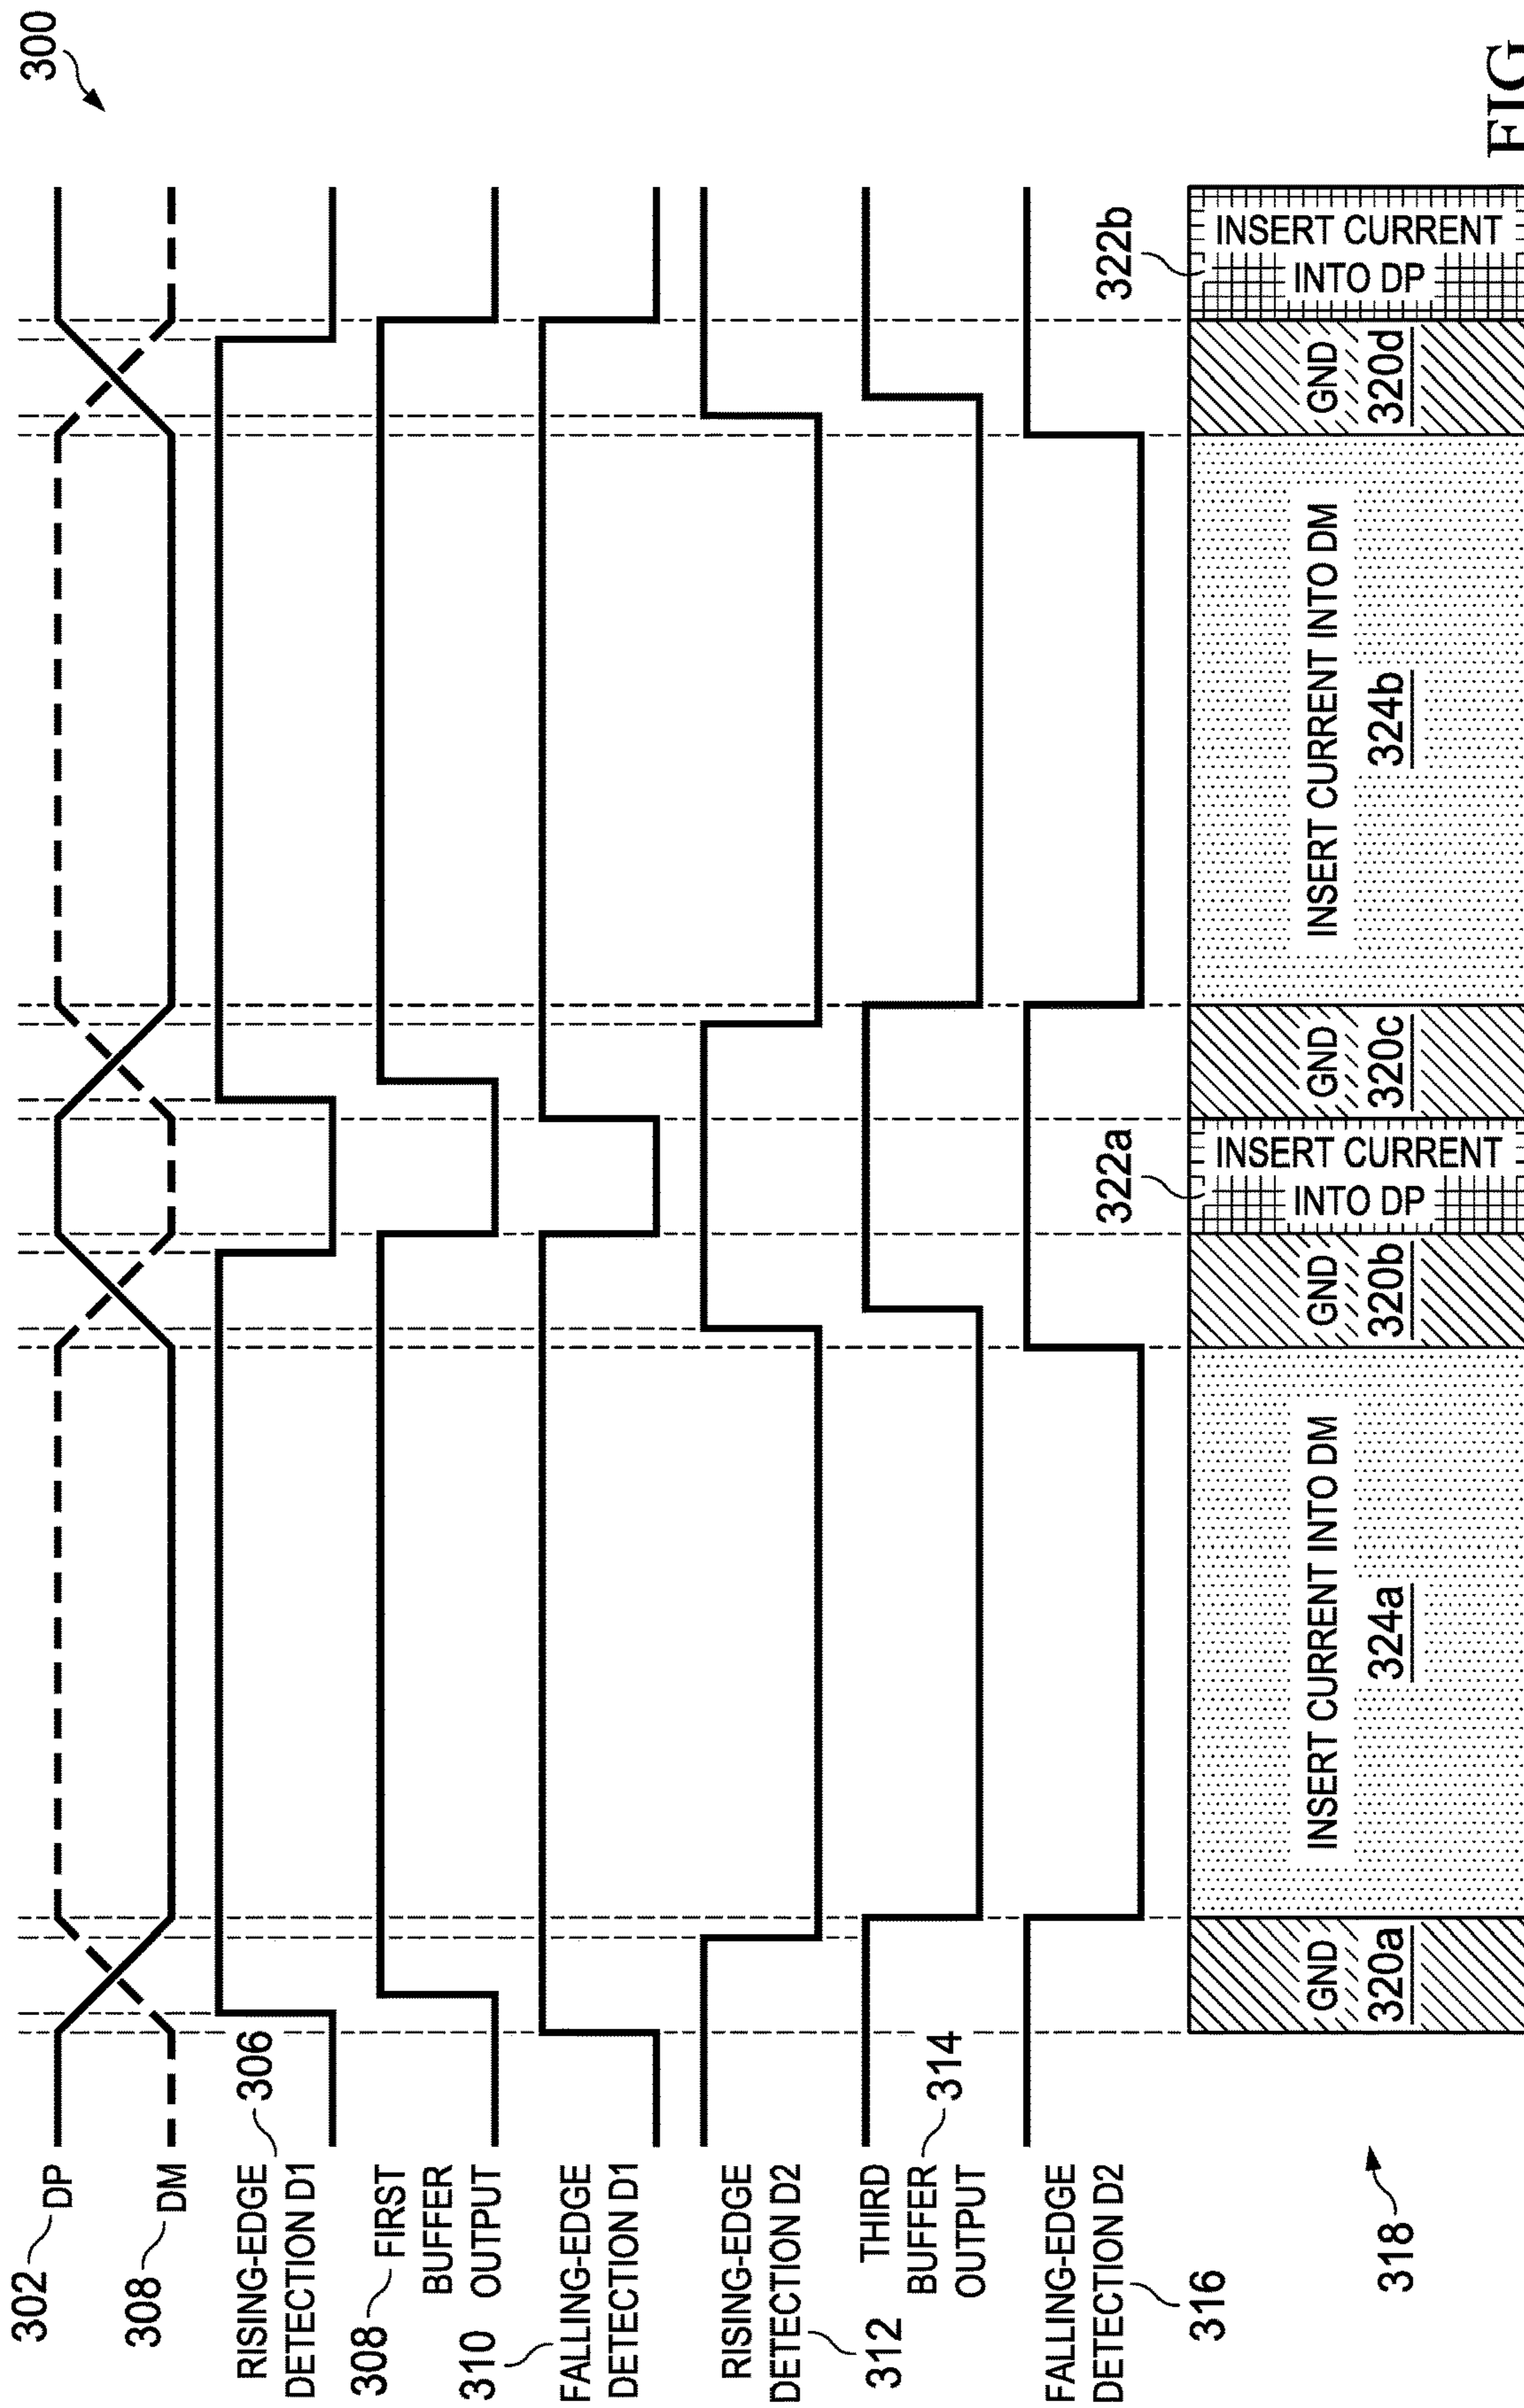 300
302 DP
308 DM
RISING-EDGE 306
DETECTION D1
308 FIRST
BUFFER
OUTPUT
310 FALLING-EDGE
DETECTION D1
RISING-EDGE
DETECTION D2 312
THIRD
BUFFER 314
OUTPUT
FALLING-EDGE
DETECTION D2 316
318
GND
320a
INSERT CURRENT INTO DM
324a
GND
320b
322a
INSERT CURRENT
INTO DP
GND
320c
INSERT CURRENT INTO DM
324b
GND
320d
322b
INSERT CURRENT
INTO DP
FIG